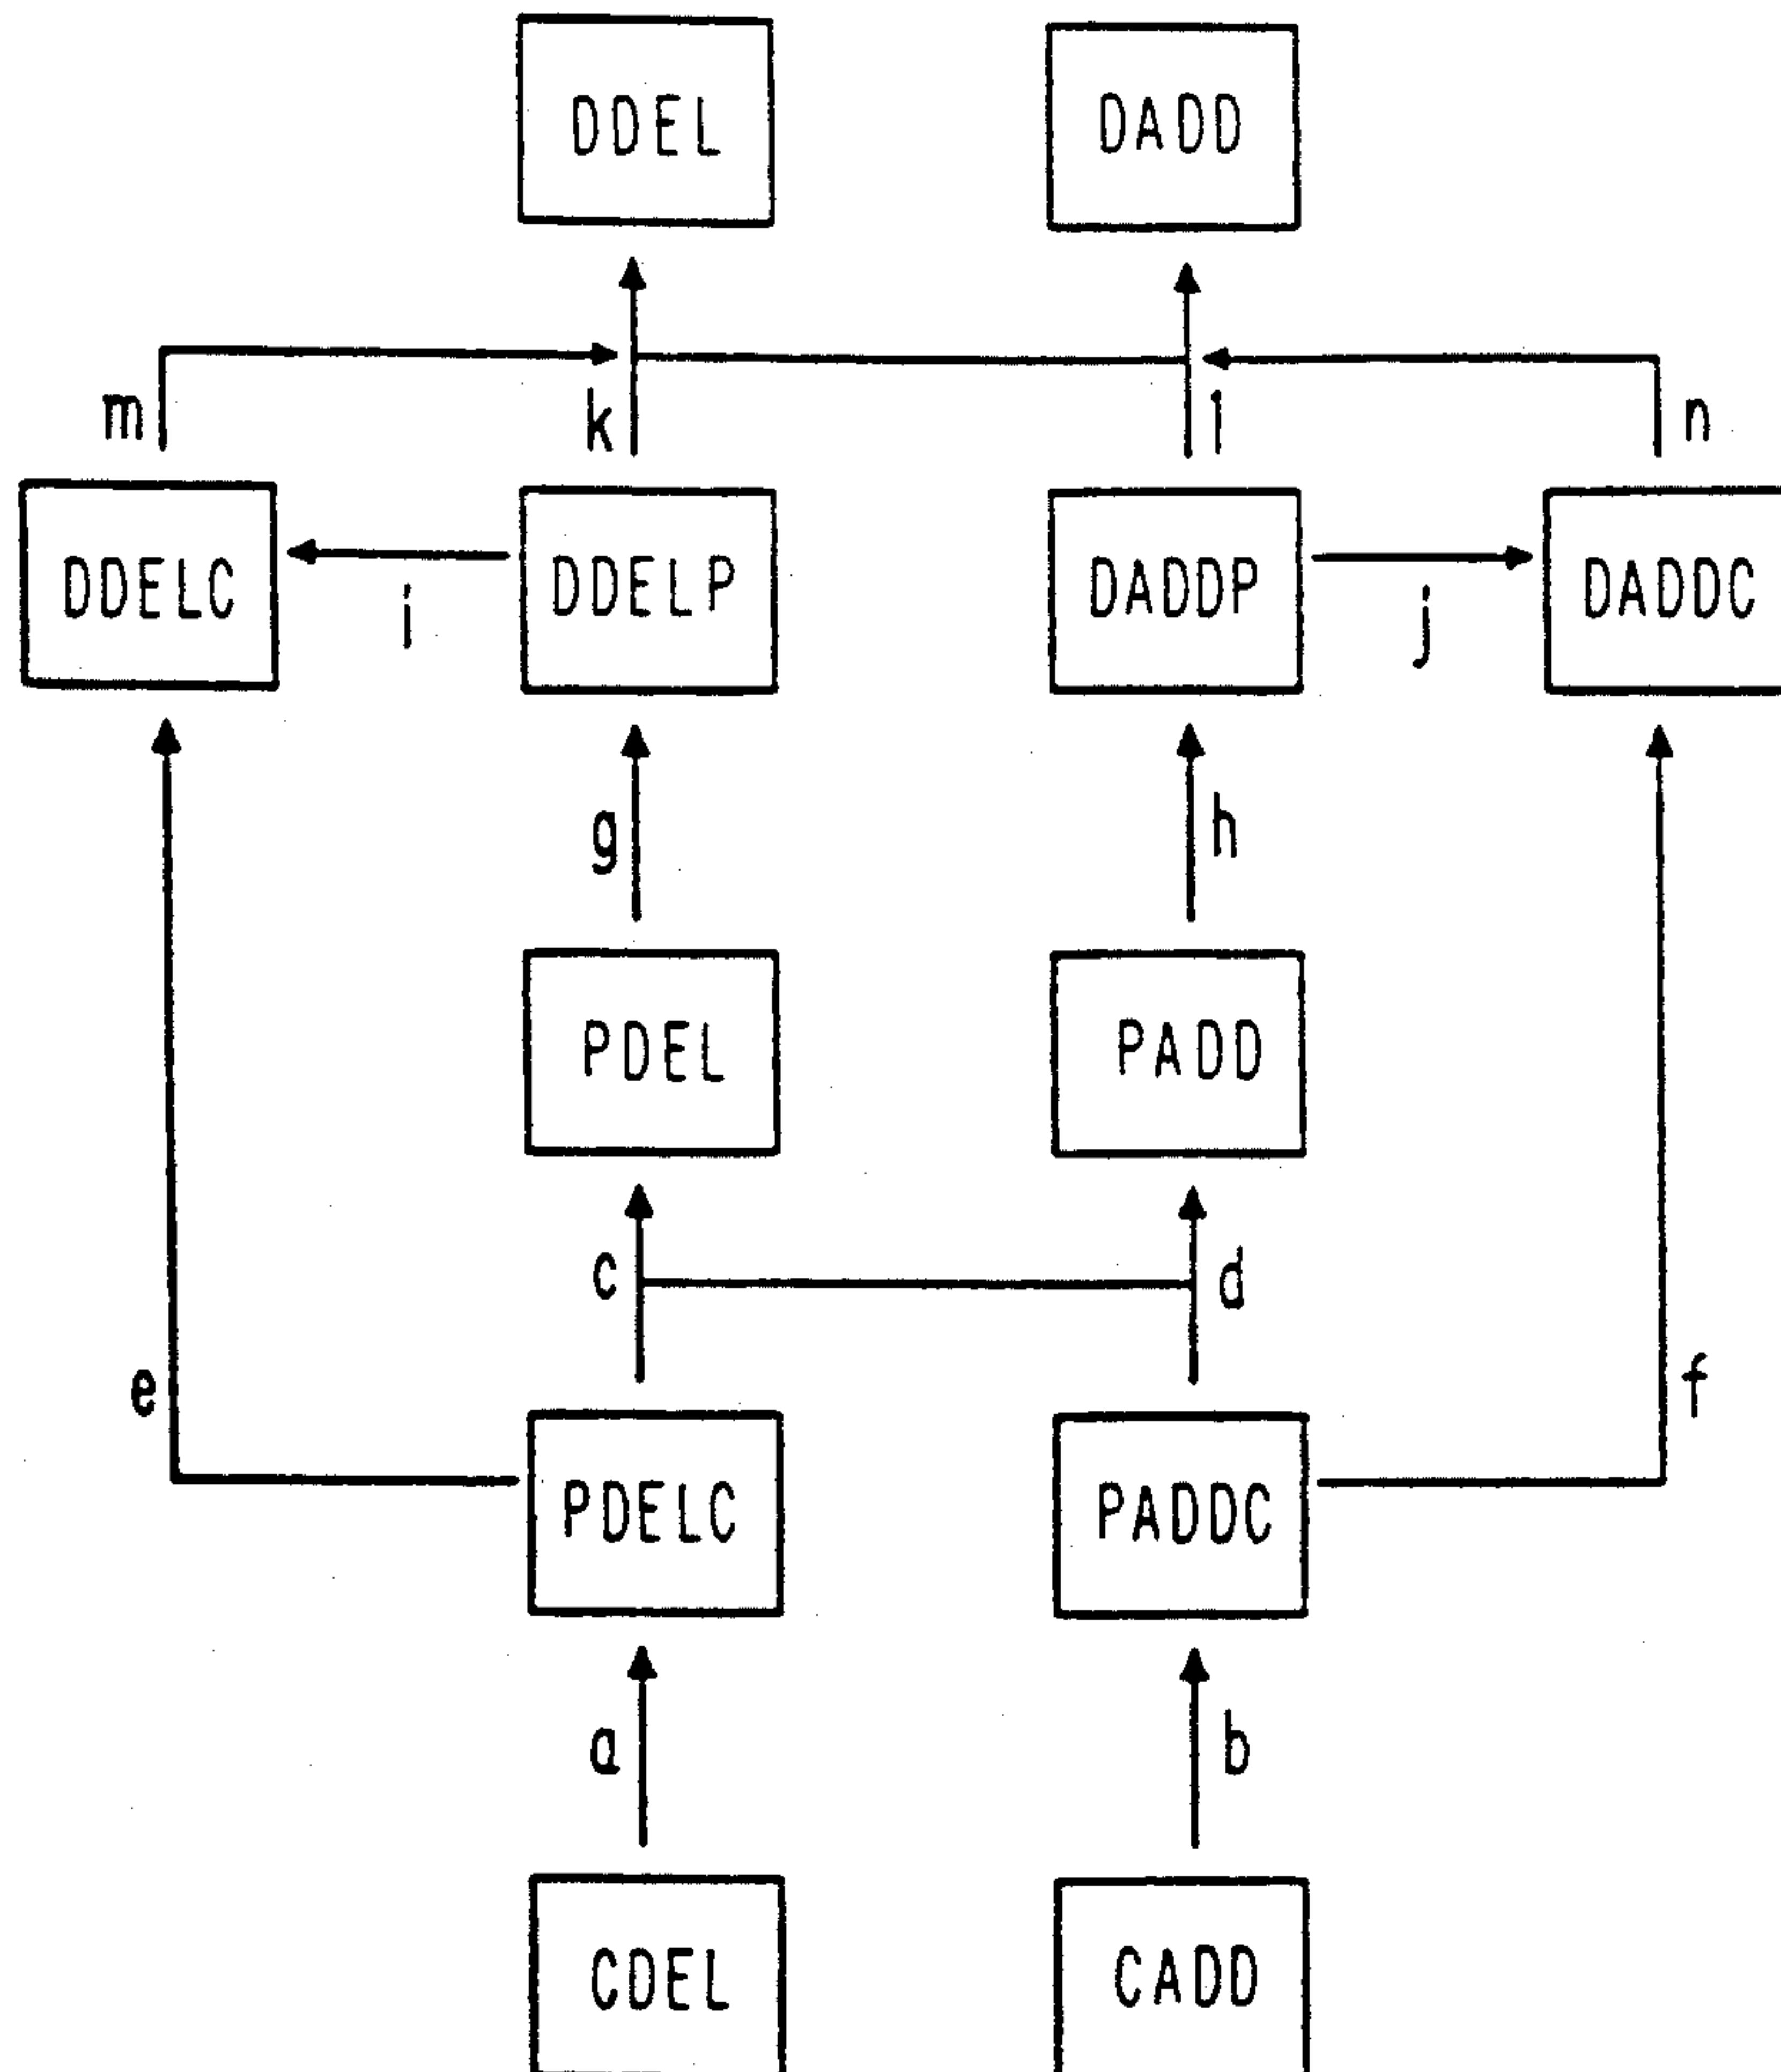 DDEL DADD
m k l n
DDELC DDELP DADDP DADDC
i j
g h
PDEL PADD
c d
e f
PDELC PADDC
a b
CDEL CADD